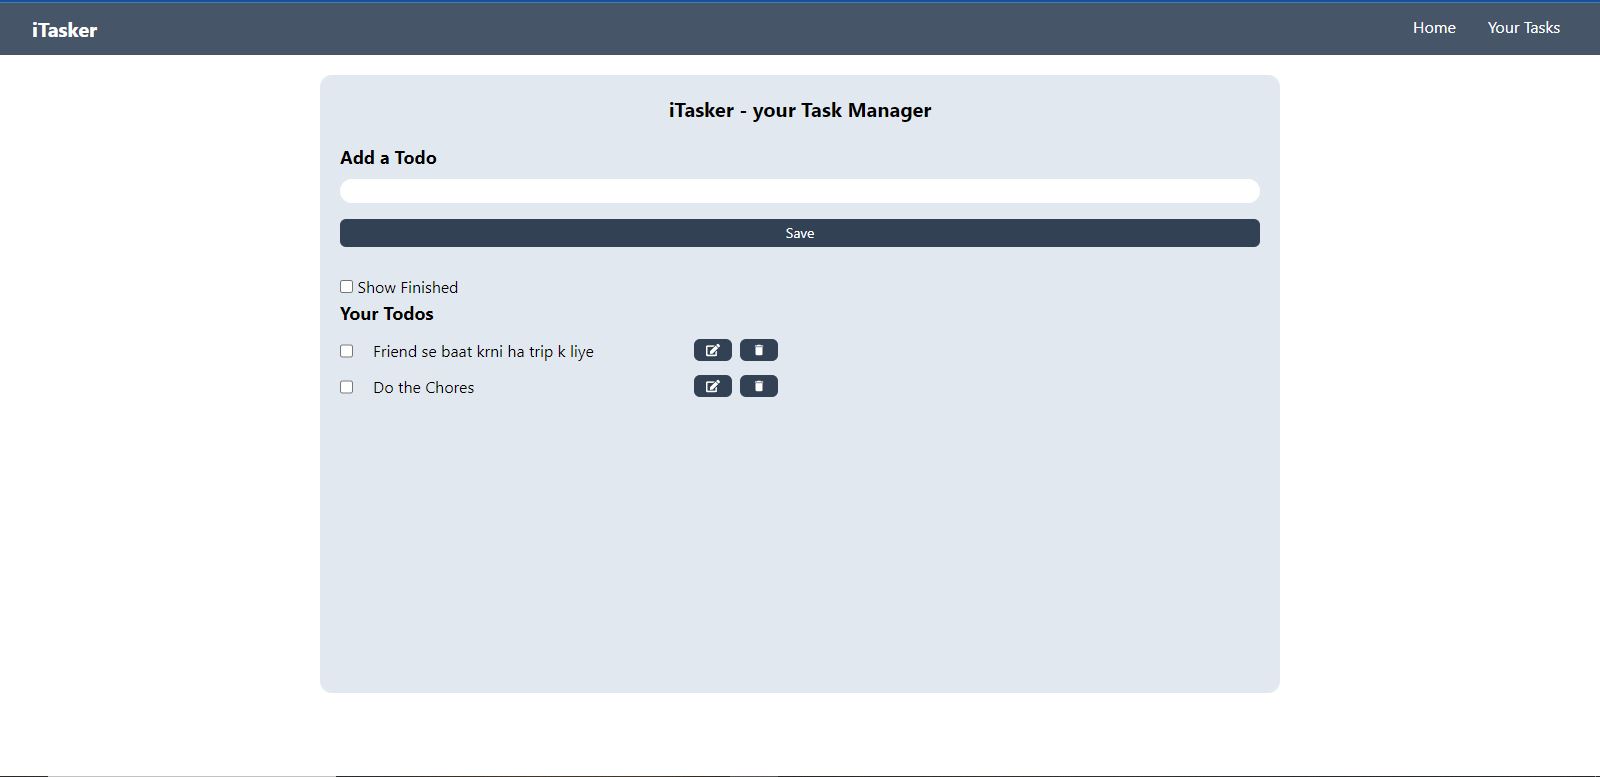 iTasker
Home
Your Tasks
iTasker - your Task Manager
Add a Todo
Save
Show Finished
Your Todos
Friend se baat krni ha trip k liye
Do the Chores